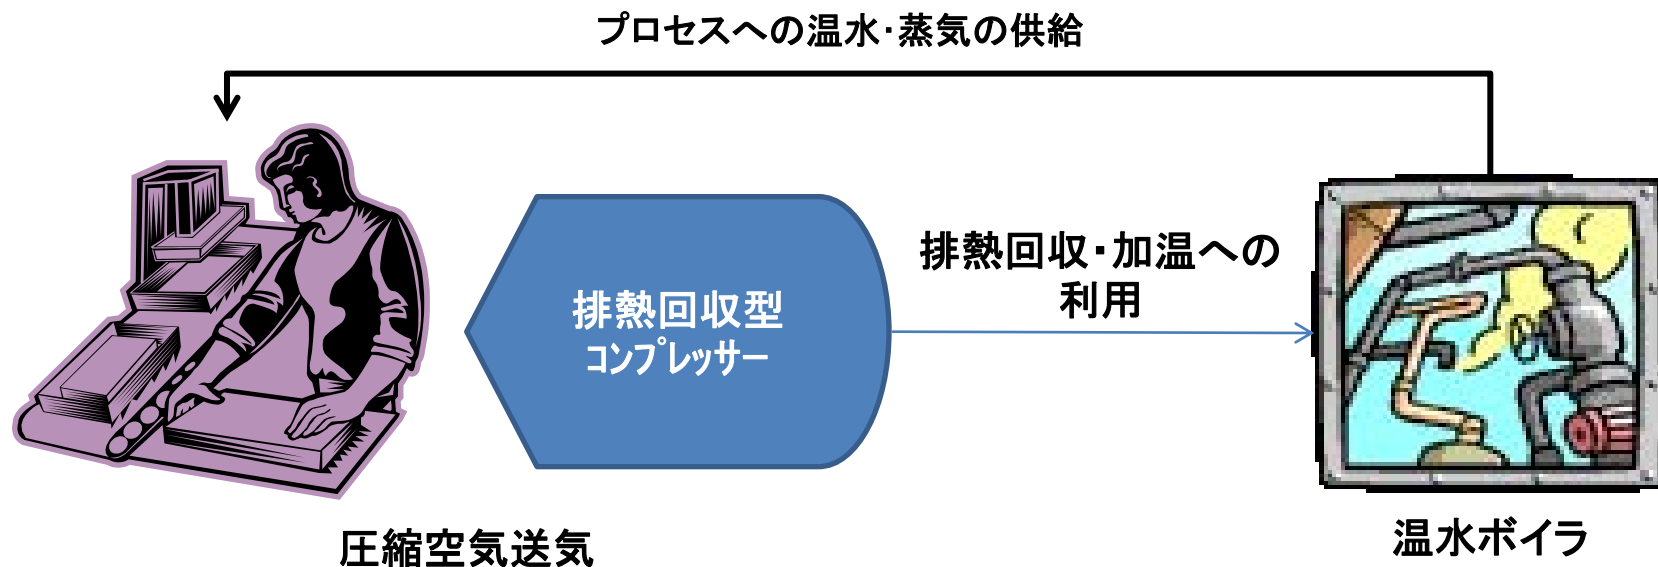 プロセスへの温水・蒸気の供給
排熱回収・加温への
利用
排熱回収型
コンプレッサー
圧縮空気送気
温水ボイラ